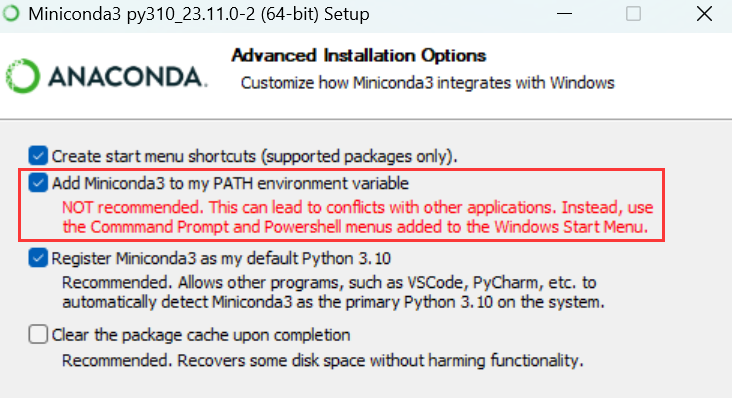 Miniconda3 py310_23.11.0-2 (64-bit) Setup
Advanced Installation Options
Customize how Miniconda3 integrates with Windows
ANACONDA.
Create start menu shortcuts (supported packages only).
Add Miniconda3 to my PATH environment variable
NOT recommended. This can lead to conflicts with other applications. Instead, use
the Commmand Prompt and Powershell menus added to the Windows Start Menu.
Register Miniconda3 as my default Python 3.10
Recommended. Allows other programs, such as VSCode, PyCharm, etc. to
automatically detect Miniconda3 as the primary Python 3.10 on the system.
Clear the package cache upon completion
Recommended. Recovers some disk space without harming functionality.